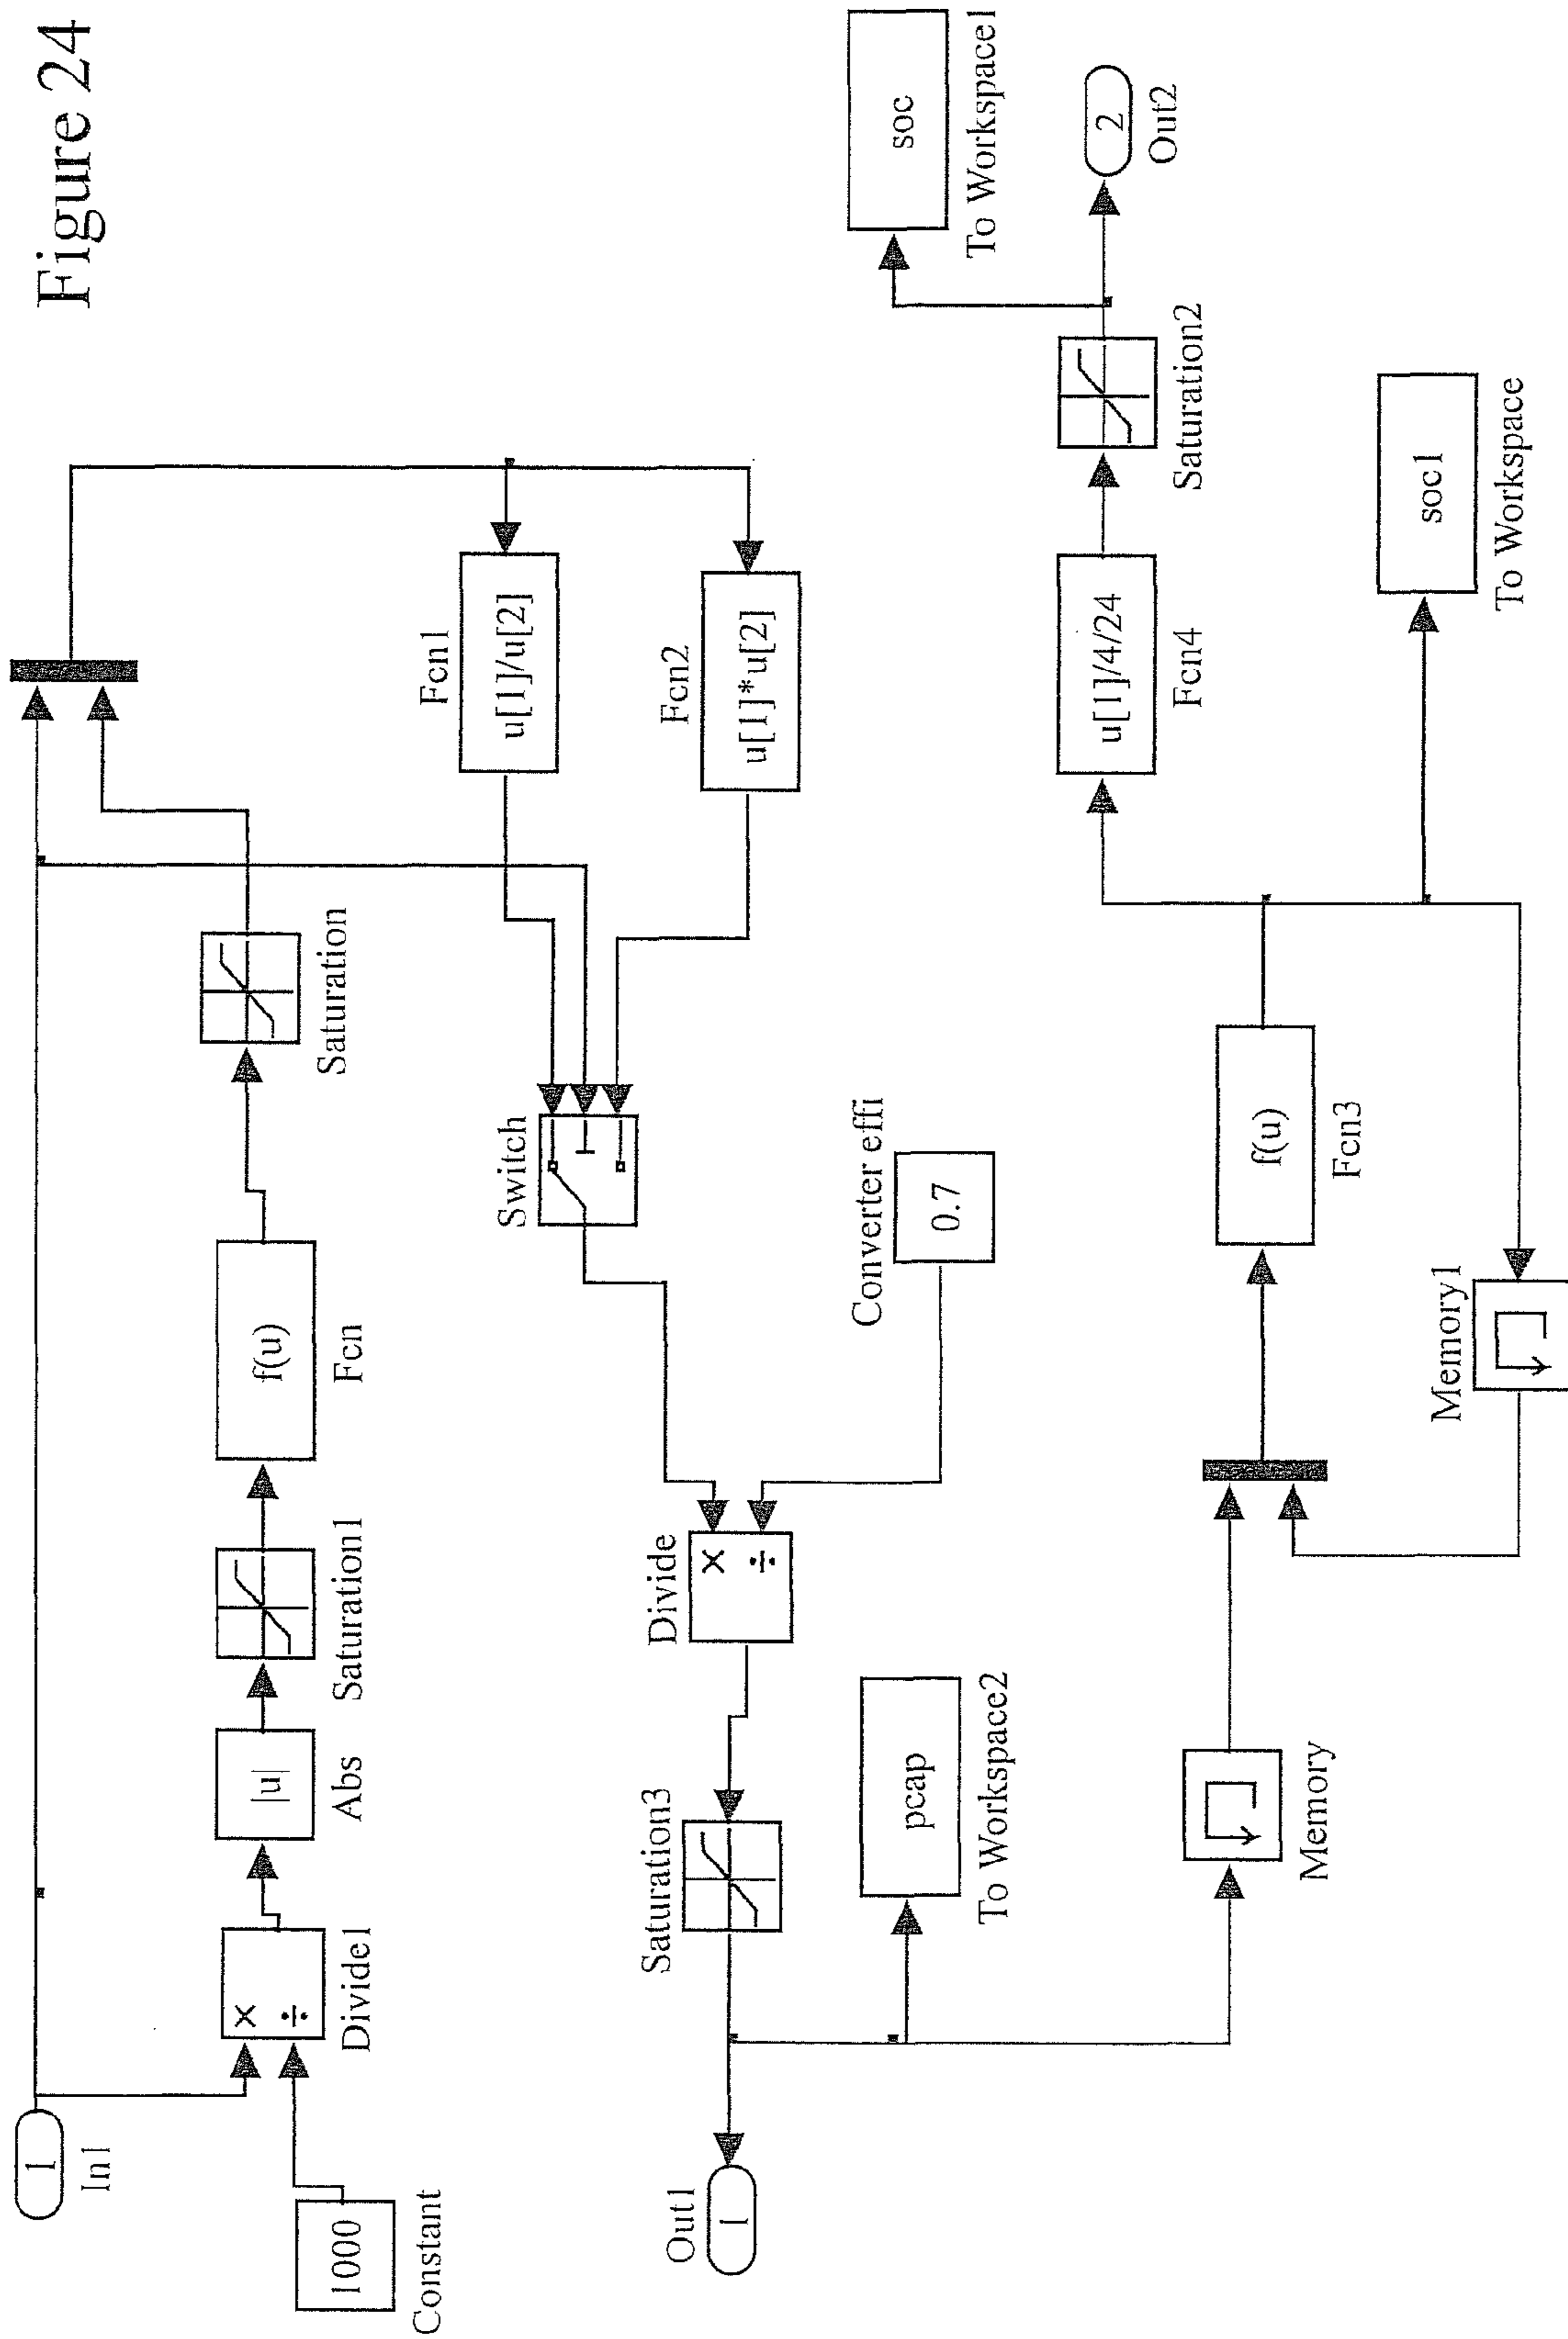 Figure 24
1
In1
1000
Constant
×
÷
Divide1
|u|
Abs
Saturation1
f(u)
Fcn
Saturation
Fcn1
u[1]/u[2]
Fcn2
u[1]*u[2]
Switch
Converter effi
0.7
Divide
×
÷
Saturation3
Out1
1
pcap
To Workspace2
Memory
f(u)
Fcn3
Memory1
u[1]/4/24
Fcn4
Saturation2
soc
To Workspace1
2
Out2
soc1
To Workspace